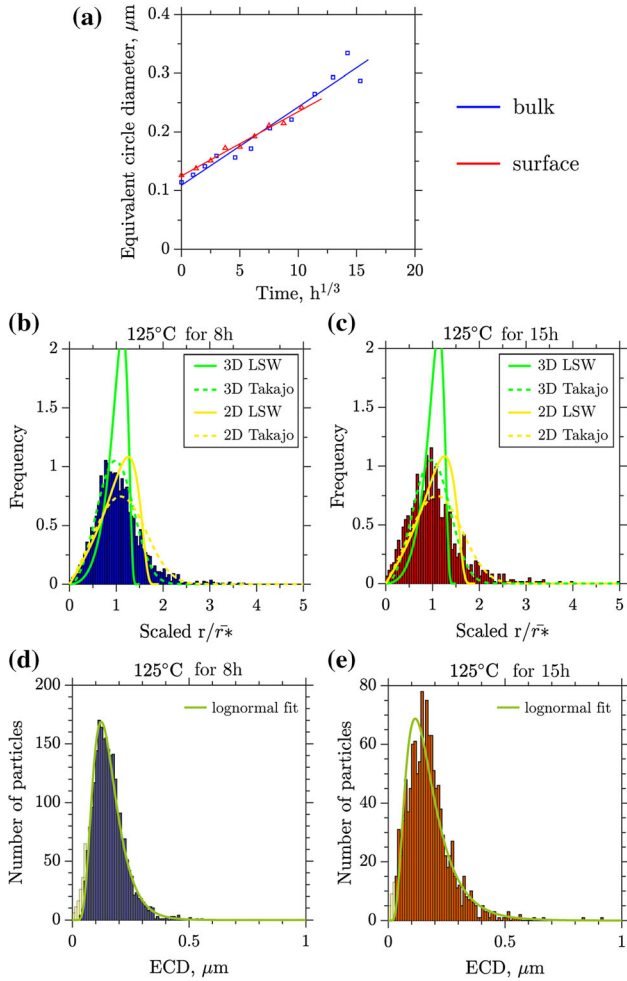 (a)
Equivalent circle diameter, μm
0.4
0.3
0.2
0.1
0
0 5 10 15 20
Time, h^1/3
bulk
surface
(b) 125°C for 8h
Frequency
2
1.5
1
0.5
0
3D LSW
3D Takajo
2D LSW
2D Takajo
0 1 2 3 4 5
Scaled r/r̄*
(c) 125°C for 15h
Frequency
2
1.5
1
0.5
0
3D LSW
3D Takajo
2D LSW
2D Takajo
0 1 2 3 4 5
Scaled r/r̄*
(d) 125°C for 8h
Number of particles
200
150
100
50
0
lognormal fit
0 0.5 1
ECD, μm
(e) 125°C for 15h
Number of particles
80
60
40
20
0
lognormal fit
0 0.5 1
ECD, μm